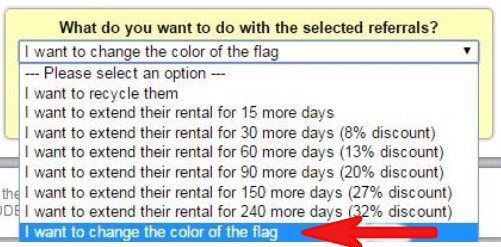 What do you want to do with the selected referrals?
I want to change the color of the flag
--- Please select an option ---
I want to recycle them
I want to extend their rental for 15 more days
I want to extend their rental for 30 more days (8% discount)
I want to extend their rental for 60 more days (13% discount)
I want to extend their rental for 90 more days (20% discount)
the
I want to extend their rental for 150 more days (27% discount)
I want to extend their rental for 240 more days (32% discount)
I want to change the color of the flag